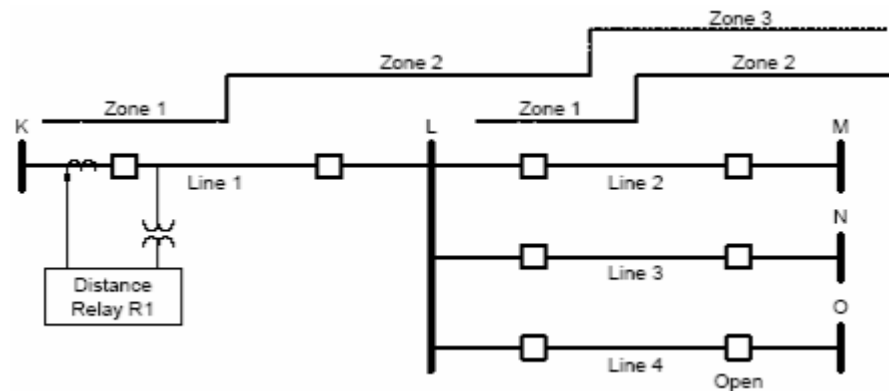 Zone 3
Zone 2
Zone 2
Zone 1
Zone 1
K
L
M
Line 1
Line 2
N
Distance
Relay R1
Line 3
O
Line 4
Open